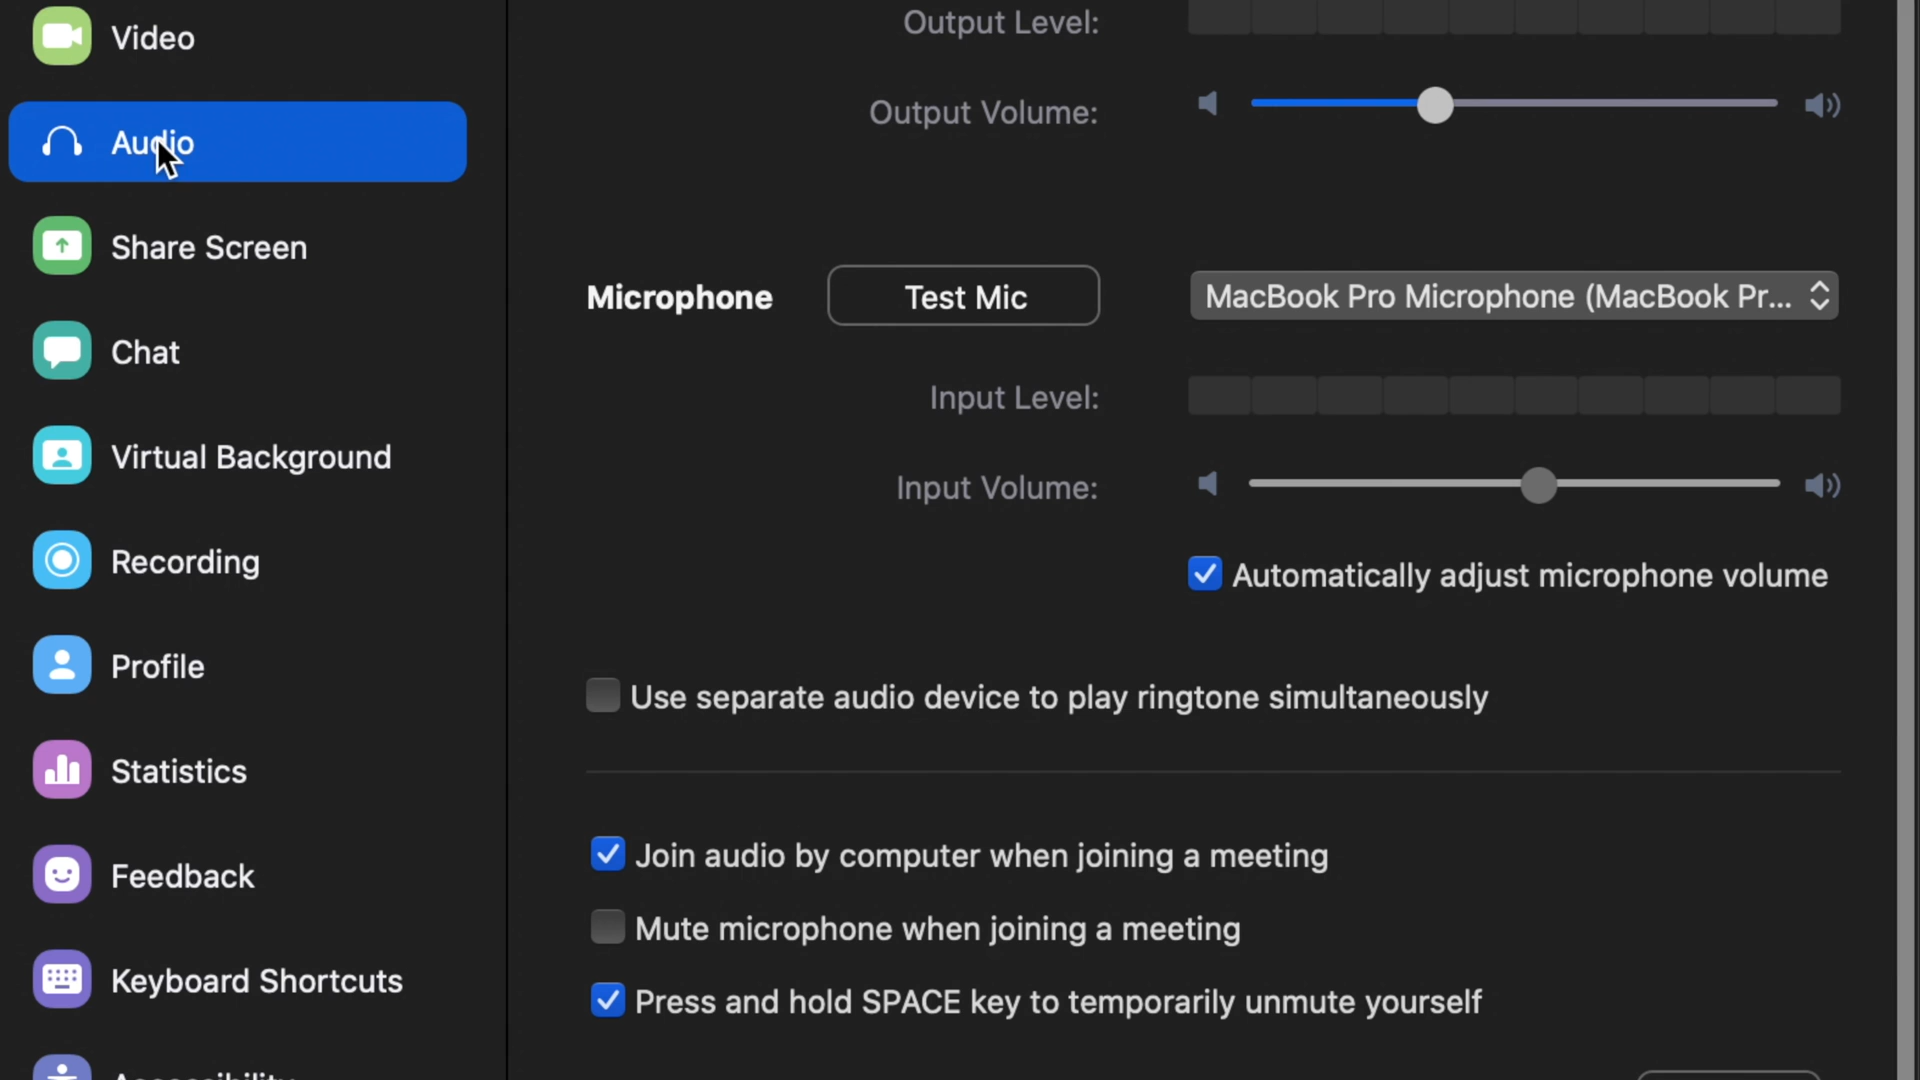 Video
Audio
Share Screen
Chat
Virtual Background
Recording
Profile
Statistics
Feedback
Keyboard Shortcuts
Accessibility
Output Level:
Output Volume:
Microphone
Test Mic
MacBook Pro Microphone (MacBook Pr...
Input Level:
Input Volume:
Automatically adjust microphone volume
Use separate audio device to play ringtone simultaneously
Join audio by computer when joining a meeting
Mute microphone when joining a meeting
Press and hold SPACE key to temporarily unmute yourself